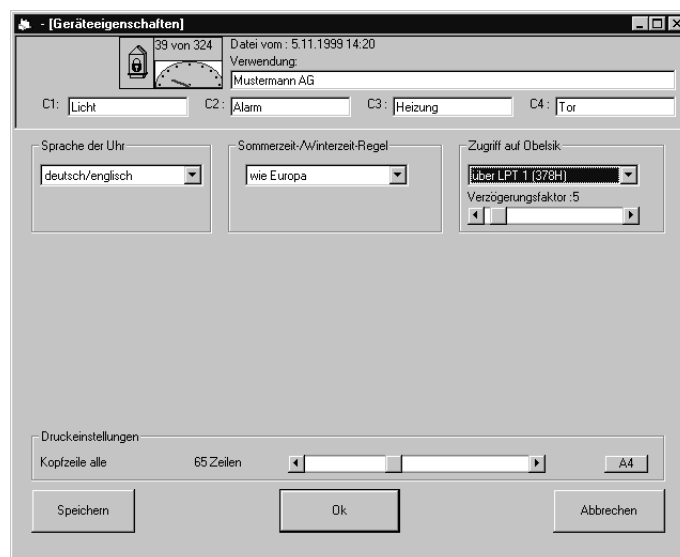 - [Geräteeigenschaften]
39 von 324
Datei vom : 5.11.1999 14:20
Verwendung:
Mustermann AG
C1: Licht C2 : Alarm C3 : Heizung C4 : Tor
Sprache der Uhr Sommerzeit-/Winterzeit-Regel Zugriff auf Obelsik
deutsch/englisch wie Europa über LPT 1 (378H)
Verzögerungsfaktor :5
Druckeinstellungen
Kopfzeile alle 65 Zeilen A4
Speichern Ok Abbrechen